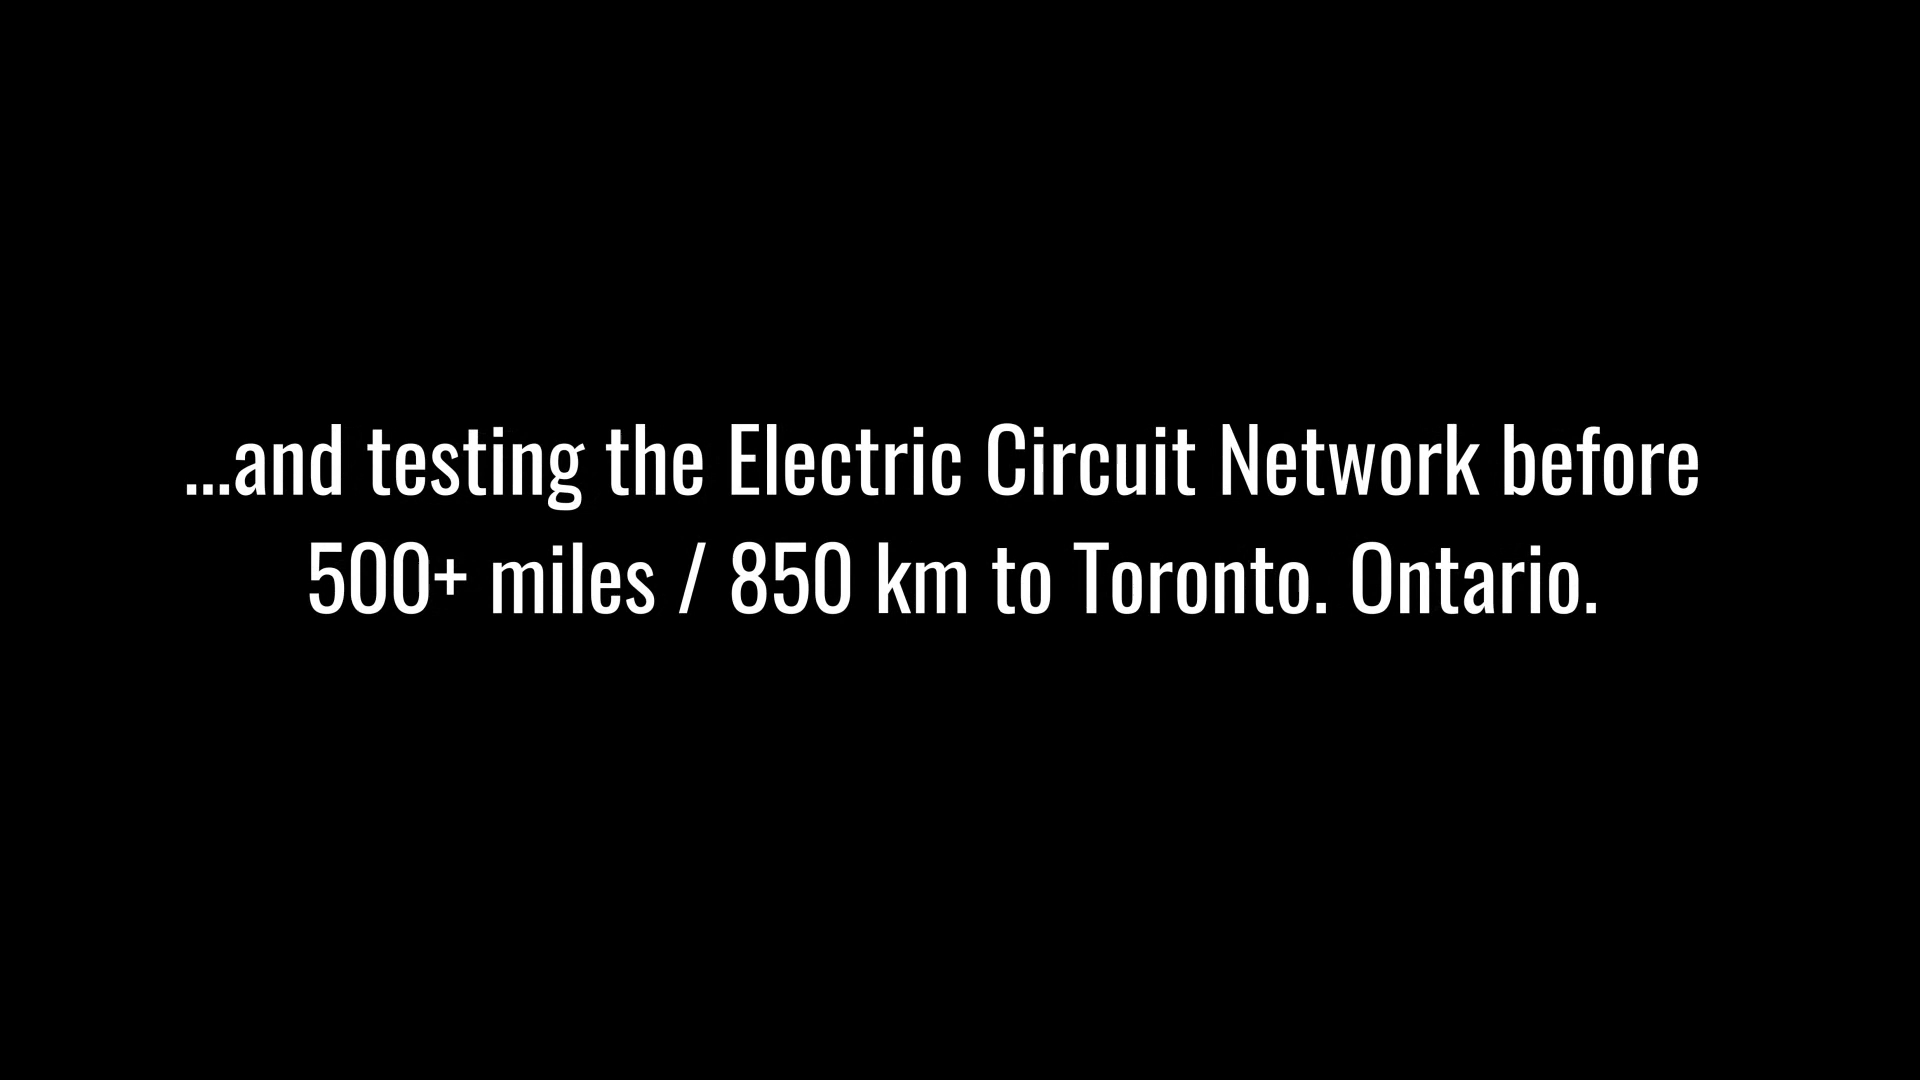 ...and testing the Electric Circuit Network before
500+ miles / 850 km to Toronto. Ontario.